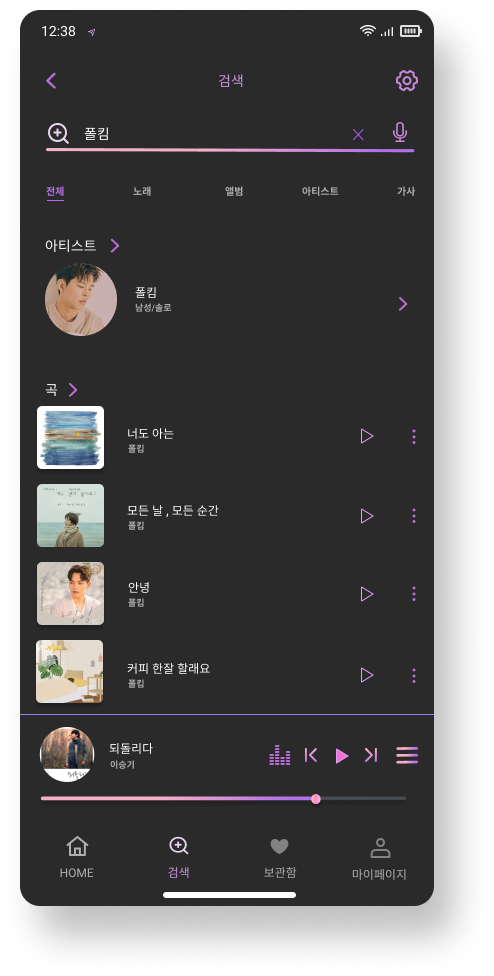 12:38
검색
폴킴
전체 노래 앨범 아티스트 가사
아티스트
폴킴
남성/솔로
곡
너도 아는
폴킴
모든 날 , 모든 순간
폴킴
안녕
폴킴
커피 한잔 할래요
폴킴
되돌리다
이승기
HOME 검색 보관함 마이페이지